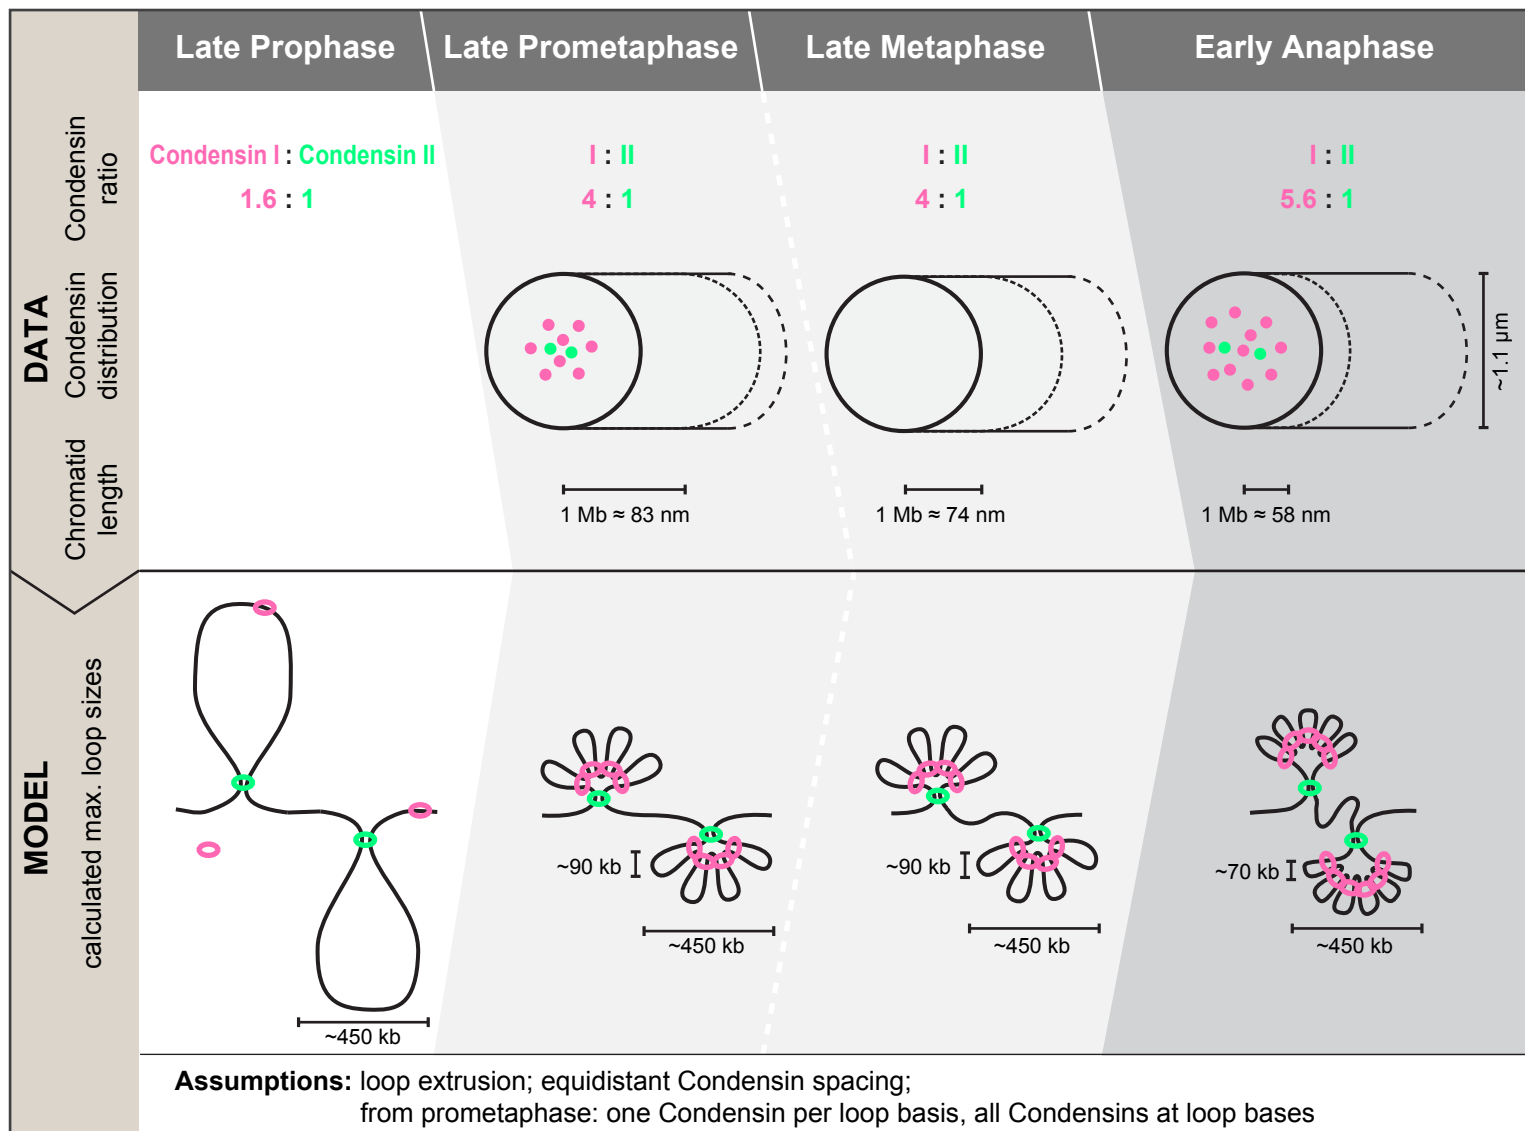 Late Prophase
Late Prometaphase
Late Metaphase
Early Anaphase
DATA
Condensin
ratio
Condensin I : Condensin II
1.6 : 1
I : II
4 : 1
I : II
4 : 1
I : II
5.6 : 1
Condensin
distribution
~1.1 μm
Chromatid
length
1 Mb ≈ 83 nm
1 Mb ≈ 74 nm
1 Mb ≈ 58 nm
MODEL
calculated max. loop sizes
~450 kb
~90 kb
~450 kb
~90 kb
~450 kb
~70 kb
~450 kb
Assumptions: loop extrusion; equidistant Condensin spacing;
from prometaphase: one Condensin per loop basis, all Condensins at loop bases